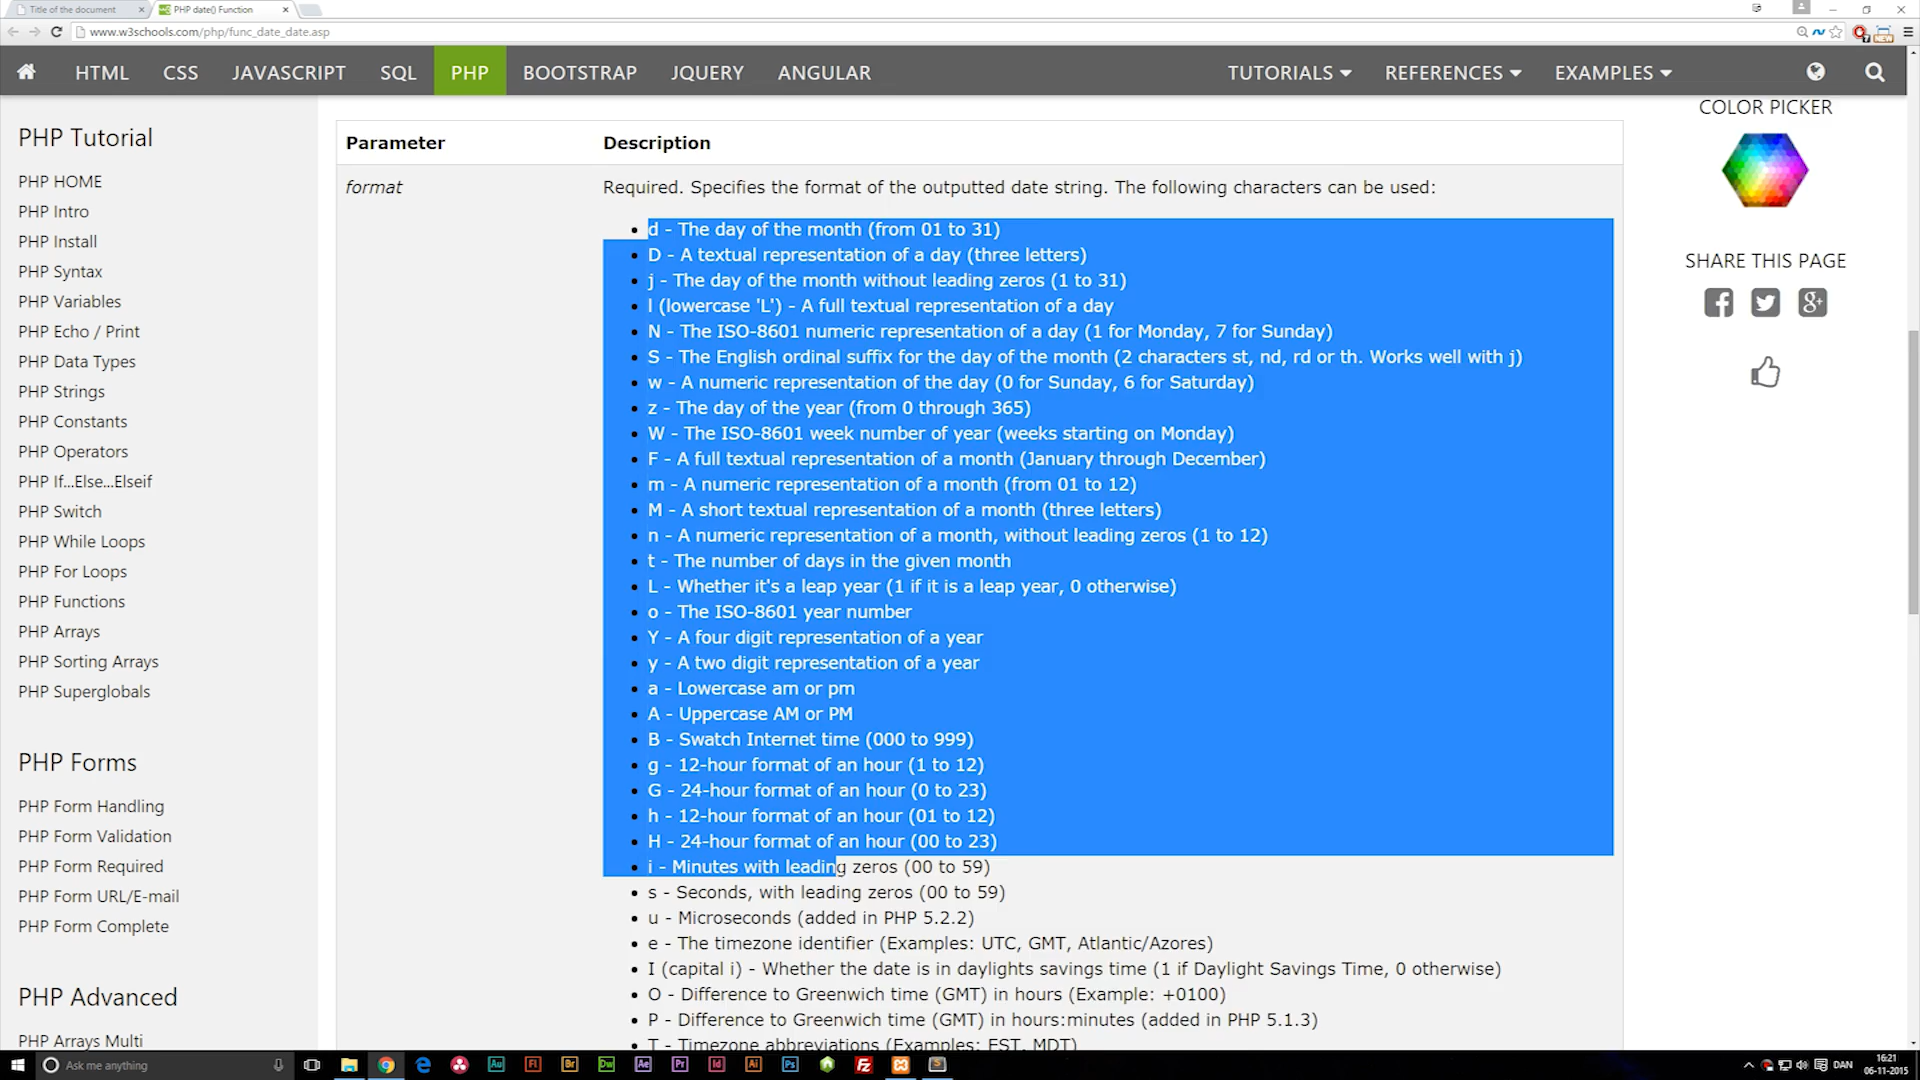 Title of the document
PHP date() Function
www.w3schools.com/php/func_date_date.asp
HTML CSS JAVASCRIPT SQL PHP BOOTSTRAP JQUERY ANGULAR TUTORIALS REFERENCES EXAMPLES
PHP Tutorial
PHP HOME
PHP Intro
PHP Install
PHP Syntax
PHP Variables
PHP Echo / Print
PHP Data Types
PHP Strings
PHP Constants
PHP Operators
PHP If...Else...Elseif
PHP Switch
PHP While Loops
PHP For Loops
PHP Functions
PHP Arrays
PHP Sorting Arrays
PHP Superglobals
PHP Forms
PHP Form Handling
PHP Form Validation
PHP Form Required
PHP Form URL/E-mail
PHP Form Complete
PHP Advanced
PHP Arrays Multi
Parameter Description
format Required. Specifies the format of the outputted date string. The following characters can be used:
• d - The day of the month (from 01 to 31)
• D - A textual representation of a day (three letters)
• j - The day of the month without leading zeros (1 to 31)
• l (lowercase 'L') - A full textual representation of a day
• N - The ISO-8601 numeric representation of a day (1 for Monday, 7 for Sunday)
• S - The English ordinal suffix for the day of the month (2 characters st, nd, rd or th. Works well with j)
• w - A numeric representation of the day (0 for Sunday, 6 for Saturday)
• z - The day of the year (from 0 through 365)
• W - The ISO-8601 week number of year (weeks starting on Monday)
• F - A full textual representation of a month (January through December)
• m - A numeric representation of a month (from 01 to 12)
• M - A short textual representation of a month (three letters)
• n - A numeric representation of a month, without leading zeros (1 to 12)
• t - The number of days in the given month
• L - Whether it's a leap year (1 if it is a leap year, 0 otherwise)
• o - The ISO-8601 year number
• Y - A four digit representation of a year
• y - A two digit representation of a year
• a - Lowercase am or pm
• A - Uppercase AM or PM
• B - Swatch Internet time (000 to 999)
• g - 12-hour format of an hour (1 to 12)
• G - 24-hour format of an hour (0 to 23)
• h - 12-hour format of an hour (01 to 12)
• H - 24-hour format of an hour (00 to 23)
• i - Minutes with leading zeros (00 to 59)
• s - Seconds, with leading zeros (00 to 59)
• u - Microseconds (added in PHP 5.2.2)
• e - The timezone identifier (Examples: UTC, GMT, Atlantic/Azores)
• I (capital i) - Whether the date is in daylights savings time (1 if Daylight Savings Time, 0 otherwise)
• O - Difference to Greenwich time (GMT) in hours (Example: +0100)
• P - Difference to Greenwich time (GMT) in hours:minutes (added in PHP 5.1.3)
• T - Timezone abbreviations (Examples: EST, MDT)
COLOR PICKER
SHARE THIS PAGE
Ask me anything
Au Fl Br Dw Ae Pr Id Ai Ps Fz
DAN
16:21
06-11-2015